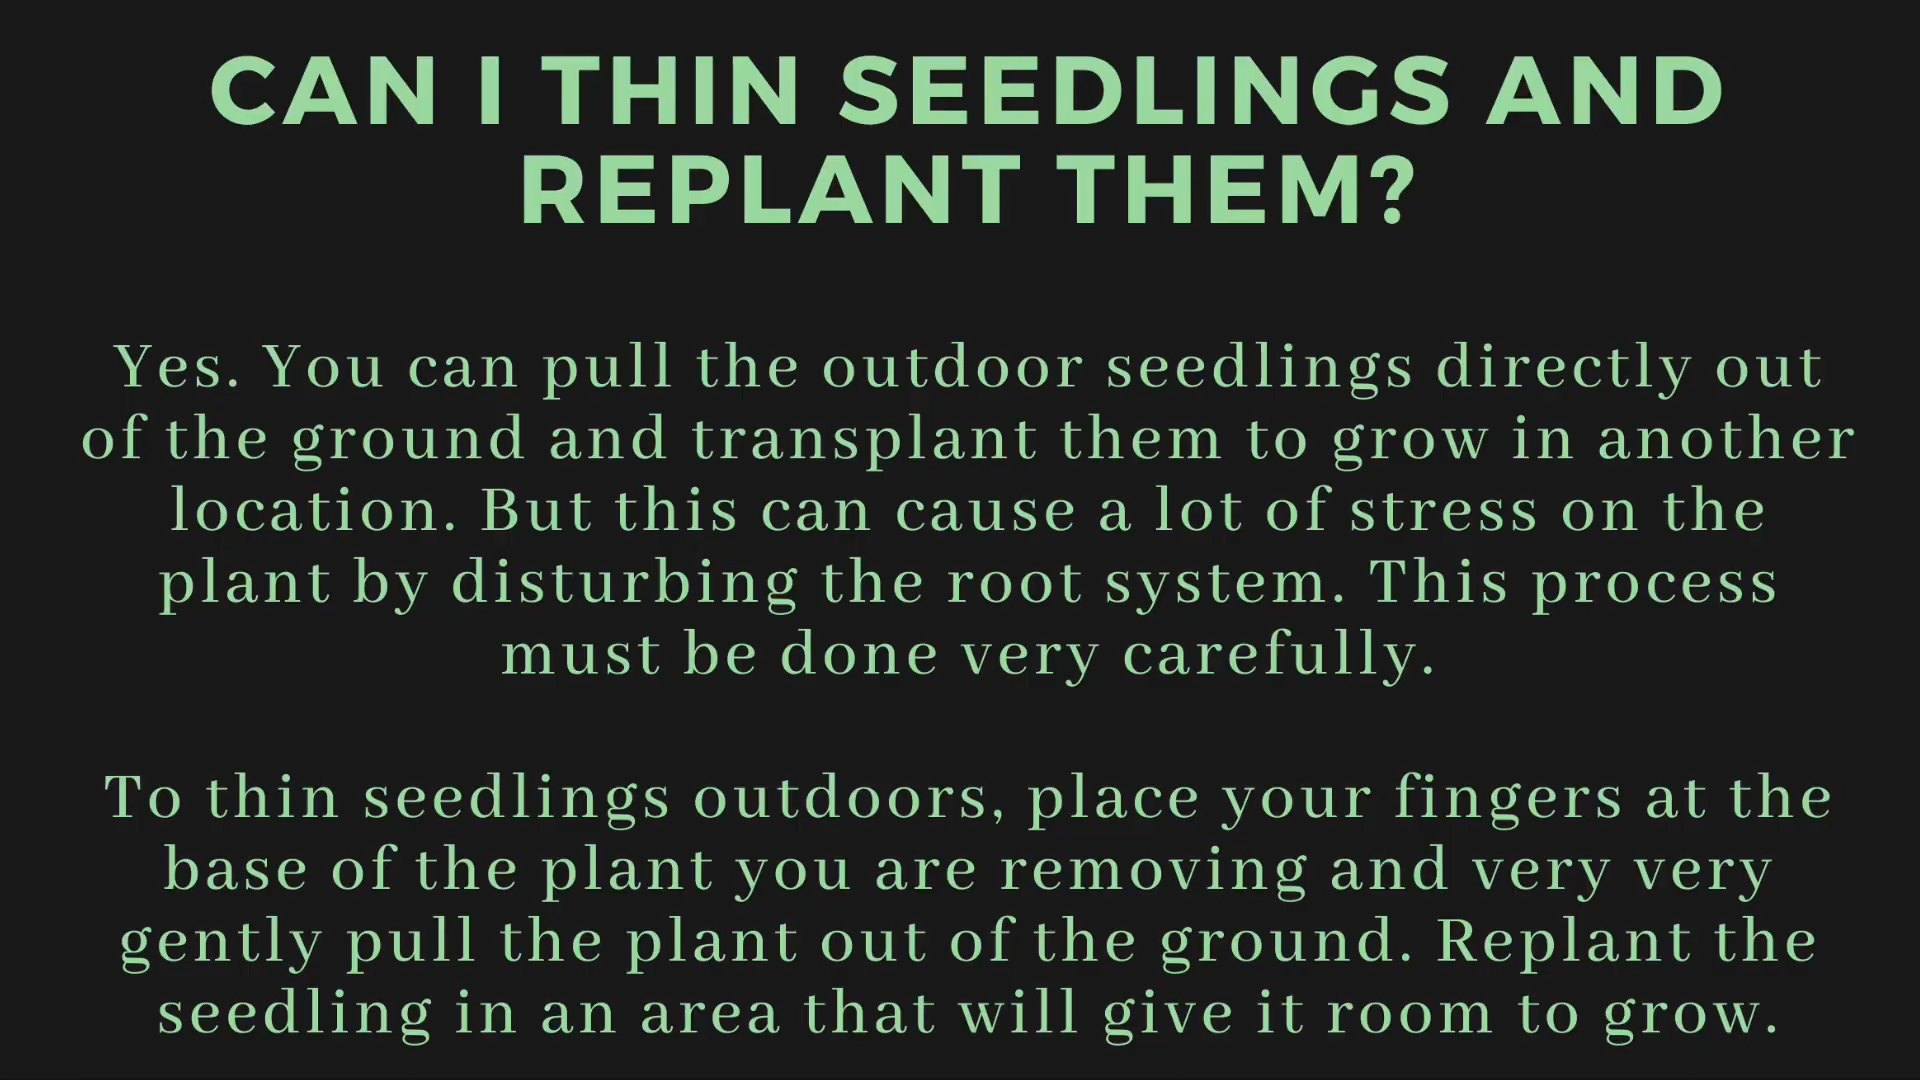 CAN I THIN SEEDLINGS AND
REPLANT THEM?
Yes. You can pull the outdoor seedlings directly out
of the ground and transplant them to grow in another
location. But this can cause a lot of stress on the
plant by disturbing the root system. This process
must be done very carefully.
To thin seedlings outdoors, place your fingers at the
base of the plant you are removing and very very
gently pull the plant out of the ground. Replant the
seedling in an area that will give it room to grow.